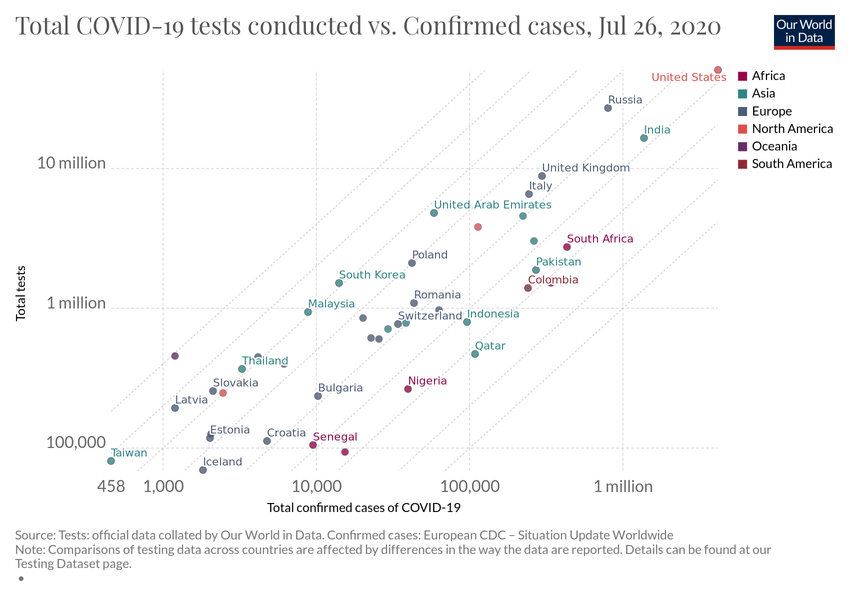 Total COVID-19 tests conducted vs. Confirmed cases, Jul 26, 2020
Our World
in Data
United States
Africa
Asia
Europe
North America
Oceania
South America
Russia
India
10 million
United Kingdom
Italy
United Arab Emirates
South Africa
Poland
Pakistan
South Korea
Colombia
Romania
Total tests
1 million
Malaysia
Switzerland
Indonesia
Qatar
Thailand
Slovakia
Nigeria
Bulgaria
Latvia
Estonia
Croatia
Senegal
100,000
Taiwan
Iceland
458
1,000
10,000
100,000
1 million
Total confirmed cases of COVID-19
Source: Tests: official data collated by Our World in Data. Confirmed cases: European CDC – Situation Update Worldwide
Note: Comparisons of testing data across countries are affected by differences in the way the data are reported. Details can be found at our
Testing Dataset page.